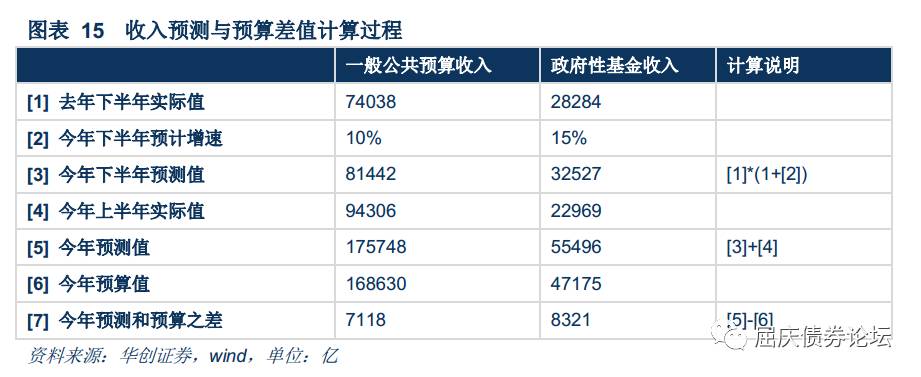 图表 15 收入预测与预算差值计算过程
一般公共预算收入 政府性基金收入 计算说明
[1] 去年下半年实际值 74038 28284
[2] 今年下半年预计增速 10% 15%
[3] 今年下半年预测值 81442 32527 [1]*(1+[2])
[4] 今年上半年实际值 94306 22969
[5] 今年预测值 175748 55496 [3]+[4]
[6] 今年预算值 168630 47175
[7] 今年预测和预算之差 7118 8321 [5]-[6]
屈庆债券论坛
资料来源：华创证券，wind，单位：亿